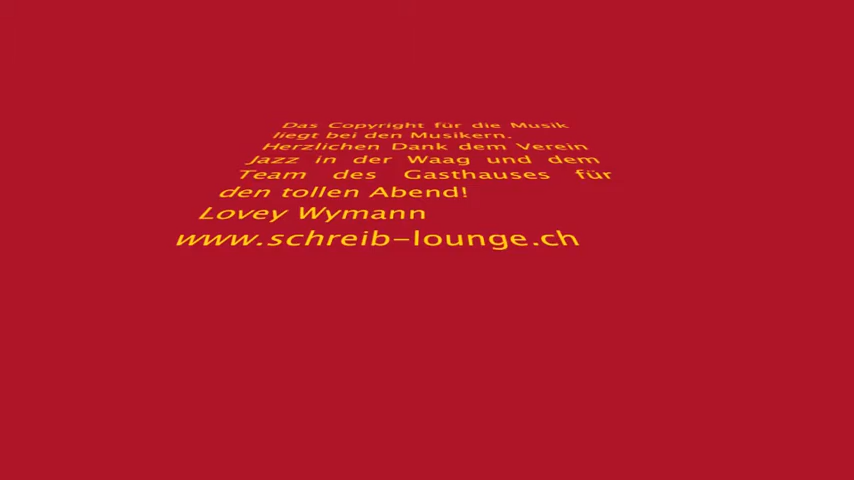 Das Copyright für die Musik
liegt bei den Musikern.
Herzlichen Dank dem Verein
Jazz in der Waag und dem
Team des Gasthauses für
den tollen Abend!
Lovey Wymann
www.schreib-lounge.ch